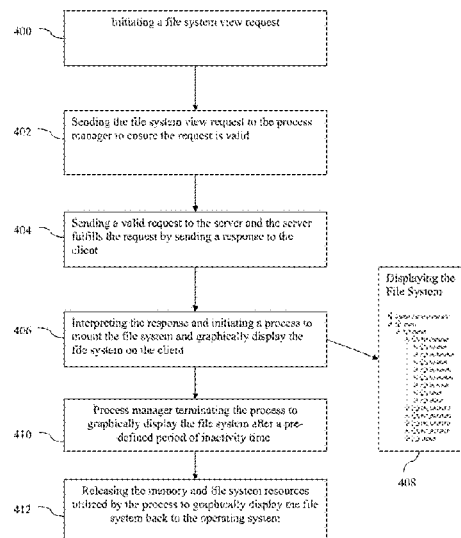 400
Initiating a file system view request
402
Sending the file system view request to the process
manager to ensure the request is valid
404
Sending a valid request to the server and the server
fulfills the request by sending a response to the
client
Displaying the
File System
406
Interpreting the response and initiating a process to
mount the file system and graphically display the
file system on the client
408
410
Process manager terminating the process to
graphically display the file system after a pre-
defined period of inactivity time
412
Releasing the memory and file system resources
utilized by the process to graphically display the file
system back to the operating system